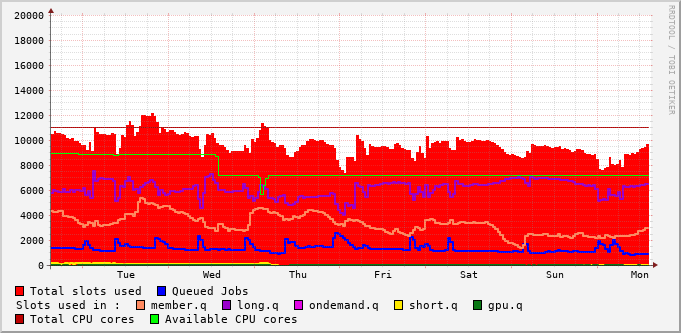 RRDTOOL / TOBI OETIKER
20000
18000
16000
14000
12000
10000
8000
6000
4000
2000
0
Tue Wed Thu Fri Sat Sun Mon
Total slots used Queued Jobs
Slots used in : member.q long.q ondemand.q short.q gpu.q
Total CPU cores Available CPU cores